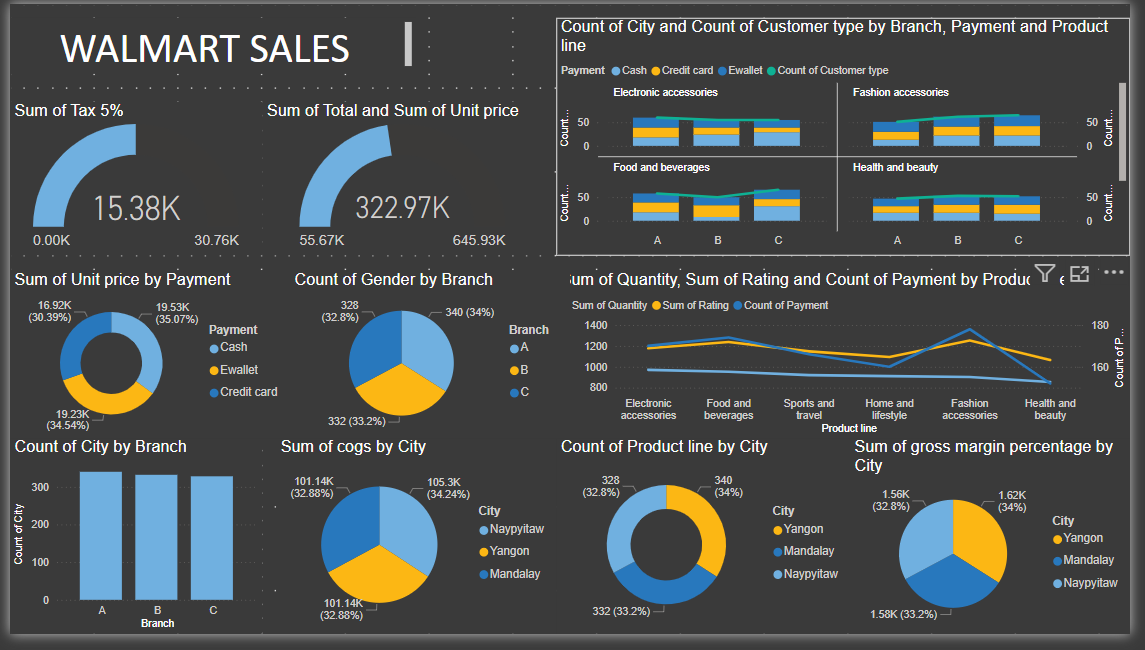 WALMART SALES
Sum of Tax 5%
15.38K
0.00K
30.76K
Sum of Total and Sum of Unit price
322.97K
55.67K
645.93K
Count of City and Count of Customer type by Branch, Payment and Product
line
Payment Cash Credit card Ewallet Count of Customer type
Electronic accessories
Fashion accessories
Count...
50
0
50
0
Count...
Food and beverages
Health and beauty
Count...
50
0
50
0
Count...
A B C
A B C
Sum of Unit price by Payment
16.92K
(30.39%)
19.53K
(35.07%)
19.23K
(34.54%)
Payment
Cash
Ewallet
Credit card
Count of Gender by Branch
328
(32.8%)
340 (34%)
332 (33.2%)
Branch
A
B
C
Sum of Quantity, Sum of Rating and Count of Payment by Produc
Sum of Quantity Sum of Rating Count of Payment
1400
1200
1000
800
180
160
Count of P...
Electronic
accessories
Food and
beverages
Sports and
travel
Home and
lifestyle
Fashion
accessories
Health and
beauty
Product line
Count of City by Branch
Count of City
300
200
100
0
A B C
Branch
Sum of cogs by City
101.14K
(32.88%)
105.3K
(34.24%)
101.14K
(32.88%)
City
Naypyitaw
Yangon
Mandalay
Count of Product line by City
328
(32.8%)
340
(34%)
332 (33.2%)
City
Yangon
Mandalay
Naypyitaw
Sum of gross margin percentage by
City
1.56K
(32.8%)
1.62K
(34%)
1.58K (33.2%)
City
Yangon
Mandalay
Naypyitaw